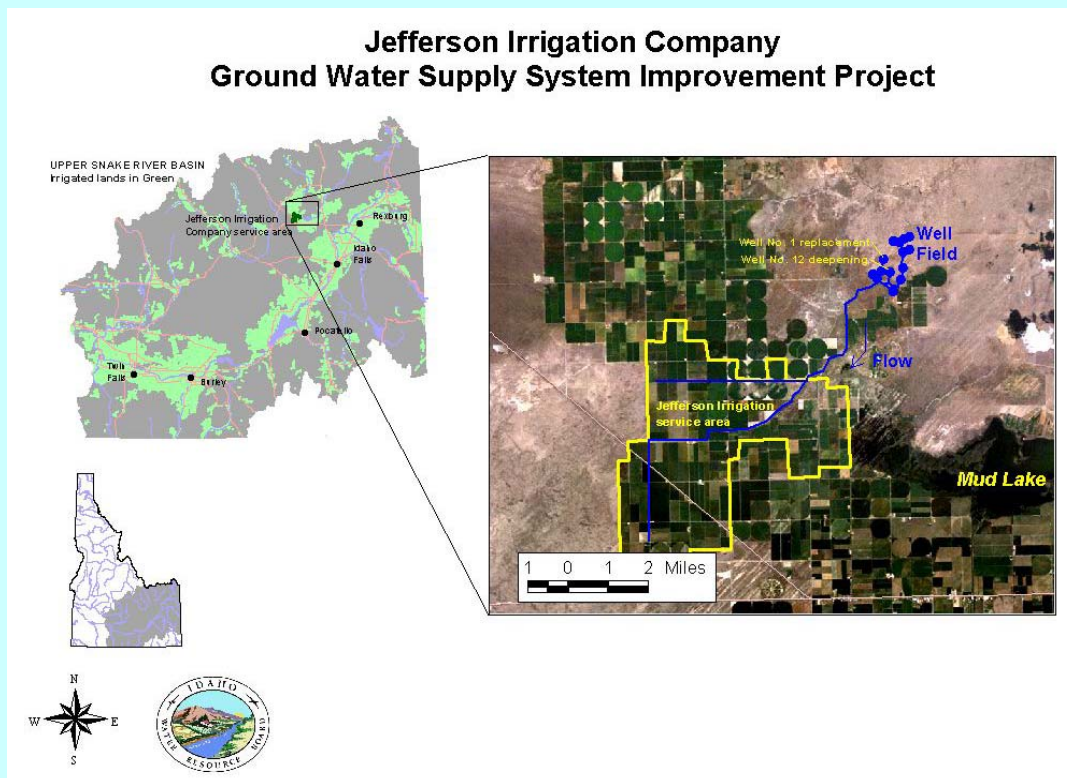 Jefferson Irrigation Company
Ground Water Supply System Improvement Project
UPPER SNAKE RIVER BASIN
Irrigated lands in Green
Jefferson Irrigation
Company service area
Rexburg
Idaho
Falls
Pocatello
Twin
Falls
Burley
Well No. 1 replacement
Well No. 12 deepening
Well
Field
Flow
Jefferson Irrigation
service area
Mud Lake
1 0 1 2 Miles
N
W E
S
IDAHO
WATER RESOURCE BOARD